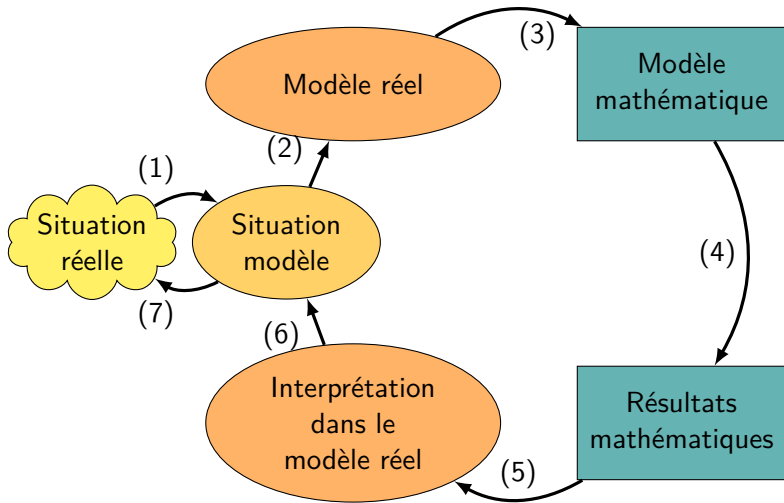 Modèle réel
(3)
Modèle
mathématique
(1)
(2)
Situation
réelle
Situation
modèle
(4)
(7)
(6)
Interprétation
dans le
modèle réel
(5)
Résultats
mathématiques